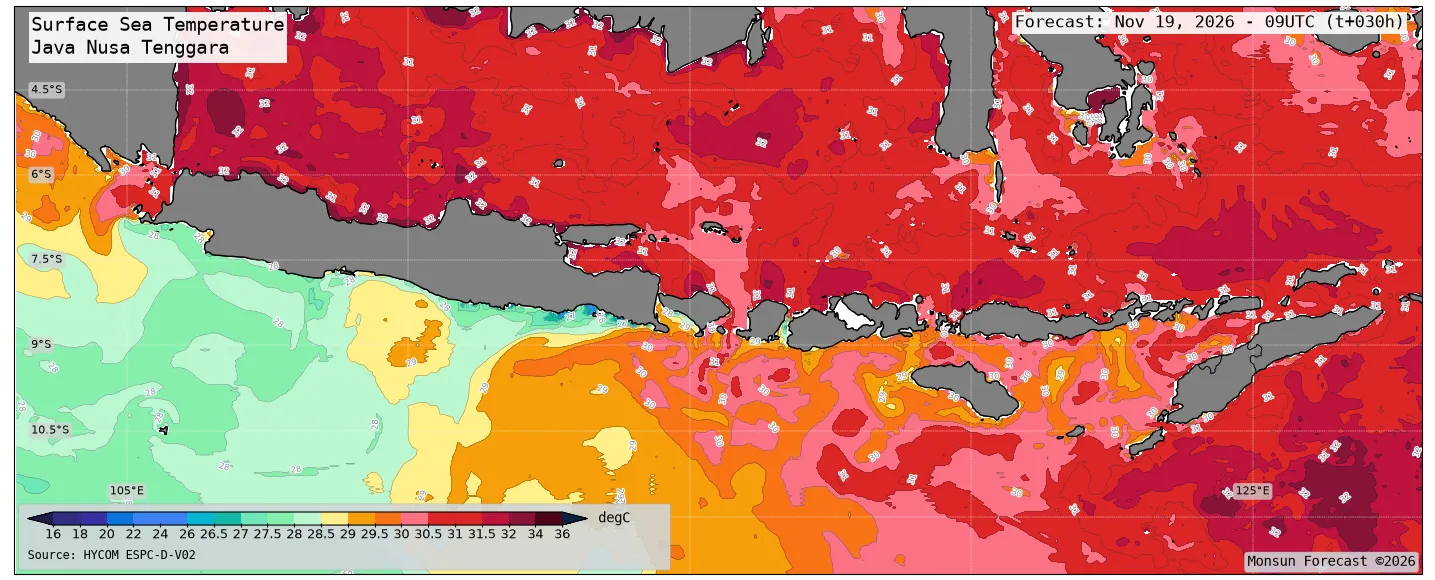 Surface Sea Temperature
Java Nusa Tenggara
Forecast: Nov 19, 2026 - 09UTC (t+030h)
4.5°S
6°S
7.5°S
9°S
10.5°S
105°E
125°E
degC
16 18 20 22 24 26 26.5 27 27.5 28 28.5 29 29.5 30 30.5 31 31.5 32 34 36
Source: HYCOM ESPC-D-V02
Monsun Forecast ©2026